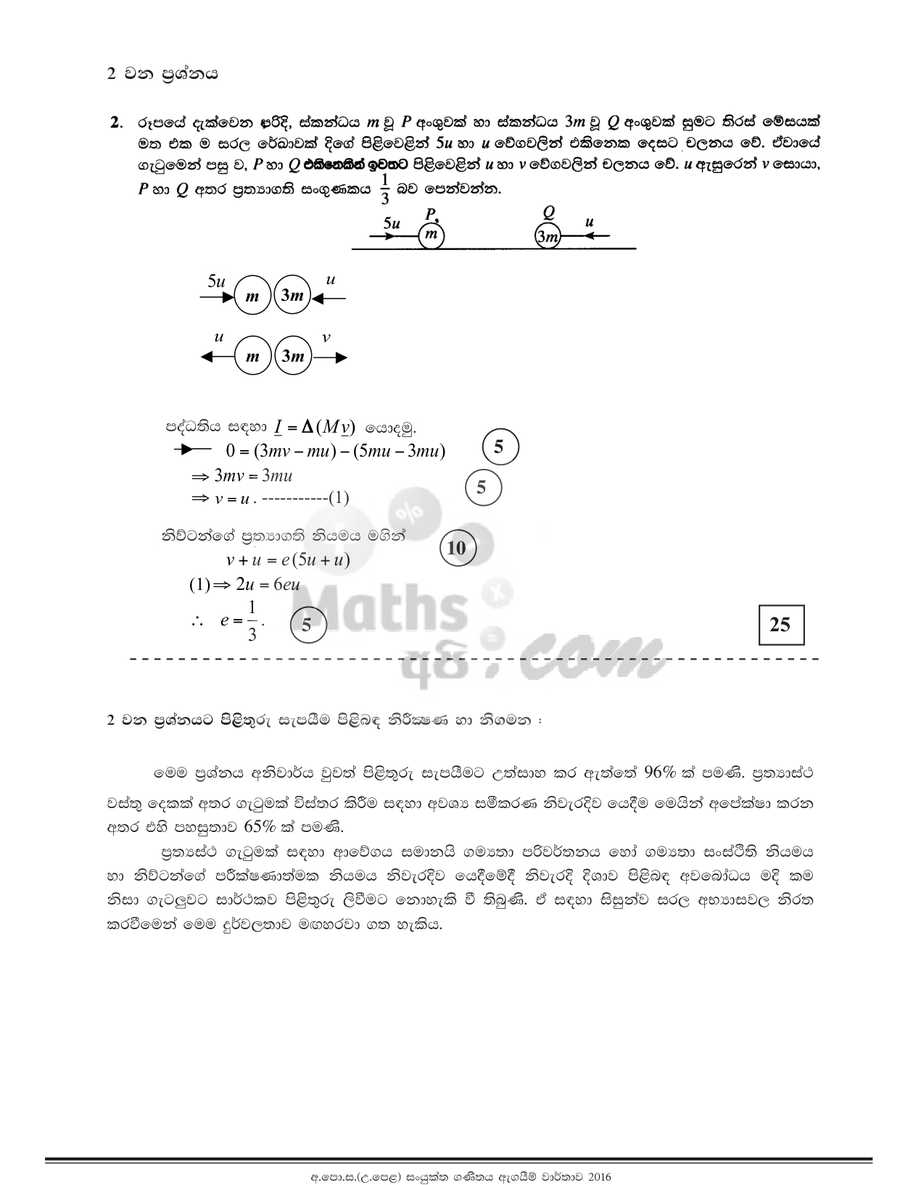 2 වන ප්‍රශ්නය
2. රූපයේ දැක්වෙන පරිදි, ස්කන්ධය m වූ P අංශුවක් හා ස්කන්ධය 3m වූ Q අංශුවක් සුමට තිරස් මේසයක්
මත එක ම සරල රේඛාවක් දිගේ පිළිවෙළින් 5u හා u වේගවලින් එකිනෙක දෙසට චලනය වේ. ඒවායේ
ගැටුමෙන් පසු ව, P හා Q එකිනෙකින් ඉවතට පිළිවෙළින් u හා v වේගවලින් චලනය වේ. u ඇසුරෙන් v සොයා,
P හා Q අතර ප්‍රත්‍යාගති සංගුණකය 1/3 බව පෙන්වන්න.
5u P, m Q 3m u
5u m 3m u
u m 3m v
පද්ධතිය සඳහා I = Δ(Mv) යොදමු.
0 = (3mv − mu) − (5mu − 3mu) 5
⇒ 3mv = 3mu 5
⇒ v = u . -----------(1)
නිව්ටන්ගේ ප්‍රත්‍යාගති නියමය මගින් 10
v + u = e(5u + u)
(1) ⇒ 2u = 6eu
∴ e = 1/3 . 5 25
Maths
අපි .com
2 වන ප්‍රශ්නයට පිළිතුරු සැපයීම පිළිබඳ නිරීක්‍ෂණ හා නිගමන :
මෙම ප්‍රශ්නය අනිවාර්ය වුවත් පිළිතුරු සැපයීමට උත්සාහ කර ඇත්තේ 96% ක් පමණි. ප්‍රත්‍යාස්ථ
වස්තු දෙකක් අතර ගැටුමක් විස්තර කිරීම සඳහා අවශ්‍ය සමීකරණ නිවැරදිව යෙදීම මෙයින් අපේක්ෂා කරන
අතර එහි පහසුතාව 65% ක් පමණි.
ප්‍රත්‍යස්ථ ගැටුමක් සඳහා ආවේගය සමානයි ගම්‍යතා පරිවර්තනය හෝ ගම්‍යතා සංස්ථිති නියමය
හා නිව්ටන්ගේ පරීක්ෂණාත්මක නියමය නිවැරදිව යෙදීමේදී නිවැරදි දිශාව පිළිබඳ අවබෝධය මදි කම
නිසා ගැටලුවට සාර්ථකව පිළිතුරු ලිවීමට නොහැකි වී තිබුණි. ඒ සඳහා සිසුන්ව සරල අභ්‍යාසවල නිරත
කරවීමෙන් මෙම දුර්වලතාව මඟහරවා ගත හැකිය.
අ.පො.ස.(උ.පෙළ) සංයුක්ත ගණිතය ඇගයීම් වාර්තාව 2016